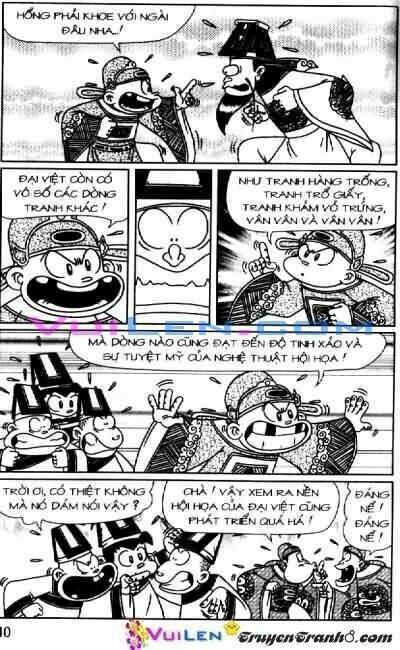 HỔNG PHẢI KHOE VỚI NGÀI
ĐÂU NHA...!
ĐẠI VIỆT CÒN CÓ
VÔ SỐ CÁC DÒNG
TRANH KHÁC!
NHƯ TRANH HÀNG TRỐNG,
TRANH TRỔ GIẤY,
TRANH KHẢM VỎ TRỨNG,
VÂN VÂN VÀ VÂN VÂN!
VuiLen.com
MÀ DÒNG NÀO CŨNG ĐẠT ĐẾN ĐỘ TINH XẢO VÀ
SỰ TUYỆT MỸ CỦA NGHỆ THUẬT HỘI HỌA!
TRỜI ƠI, CÓ THIỆT KHÔNG
MÀ NÓ DÁM NÓI VẬY?
CHÀ! VẬY XEM RA NỀN
HỘI HỌA CỦA ĐẠI VIỆT CŨNG
PHÁT TRIỂN QUÁ HÁ!
ĐÁNG
NỂ!
ĐÁNG
NỂ!
40
VuiLen
TruyenTranh8.com